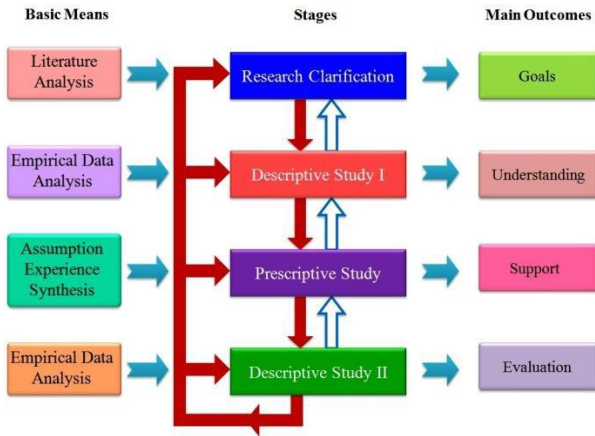 Basic Means
Stages
Main Outcomes
Literature
Analysis
Research Clarification
Goals
Empirical Data
Analysis
Descriptive Study I
Understanding
Assumption
Experience
Synthesis
Prescriptive Study
Support
Empirical Data
Analysis
Descriptive Study II
Evaluation